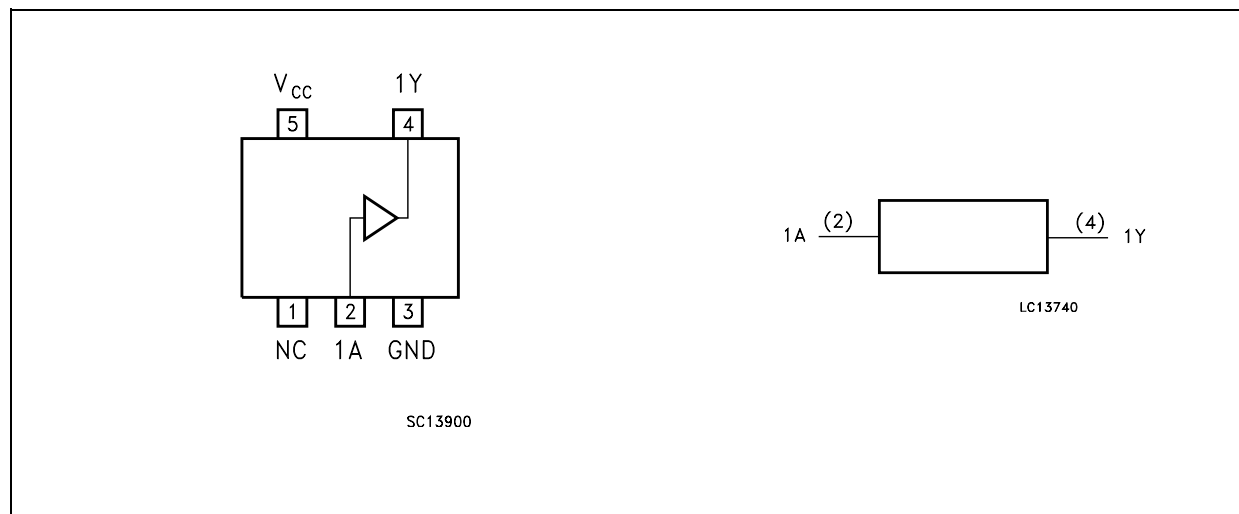 VCC 1Y
5 4
1 2 3
NC 1A GND
SC13900
1A (2) (4) 1Y
LC13740